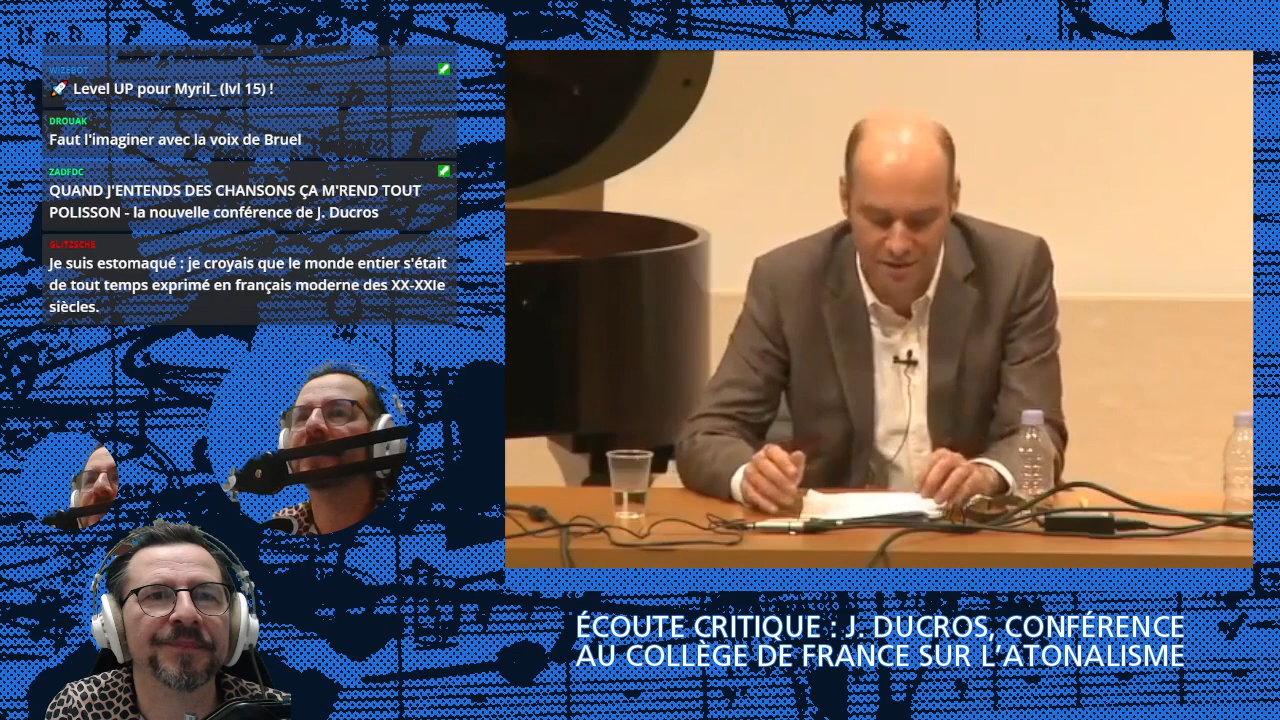 WIZEBOT
🚀 Level UP pour Myril_ (lvl 15) !
DROUAK
Faut l'imaginer avec la voix de Bruel
ZADFDC
QUAND J'ENTENDS DES CHANSONS ÇA M'REND TOUT
POLISSON - la nouvelle conférence de J. Ducros
GLITZSCHE
Je suis estomaqué : je croyais que le monde entier s'était
de tout temps exprimé en français moderne des XX-XXIe
siècles.
ÉCOUTE CRITIQUE : J. DUCROS, CONFÉRENCE
AU COLLÈGE DE FRANCE SUR L'ATONALISME